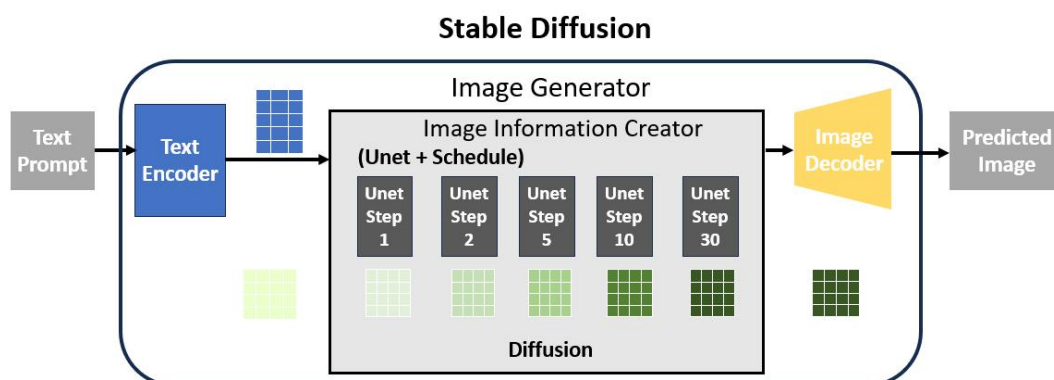 Stable Diffusion
Image Generator
Text
Prompt
Text
Encoder
Image Information Creator
(Unet + Schedule)
Unet
Step
1
Unet
Step
2
Unet
Step
5
Unet
Step
10
Unet
Step
30
Diffusion
Image
Decoder
Predicted
Image